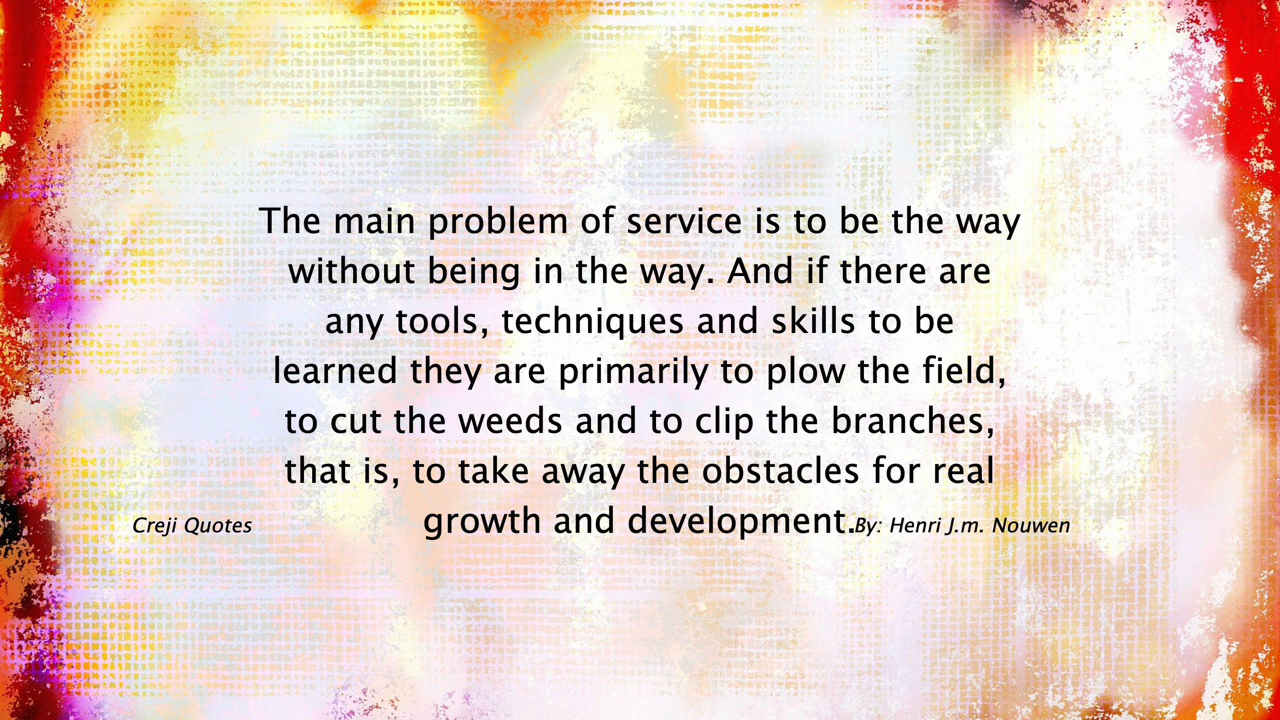 The main problem of service is to be the way
without being in the way. And if there are
any tools, techniques and skills to be
learned they are primarily to plow the field,
to cut the weeds and to clip the branches,
that is, to take away the obstacles for real
growth and development.
Creji Quotes
By: Henri J.m. Nouwen